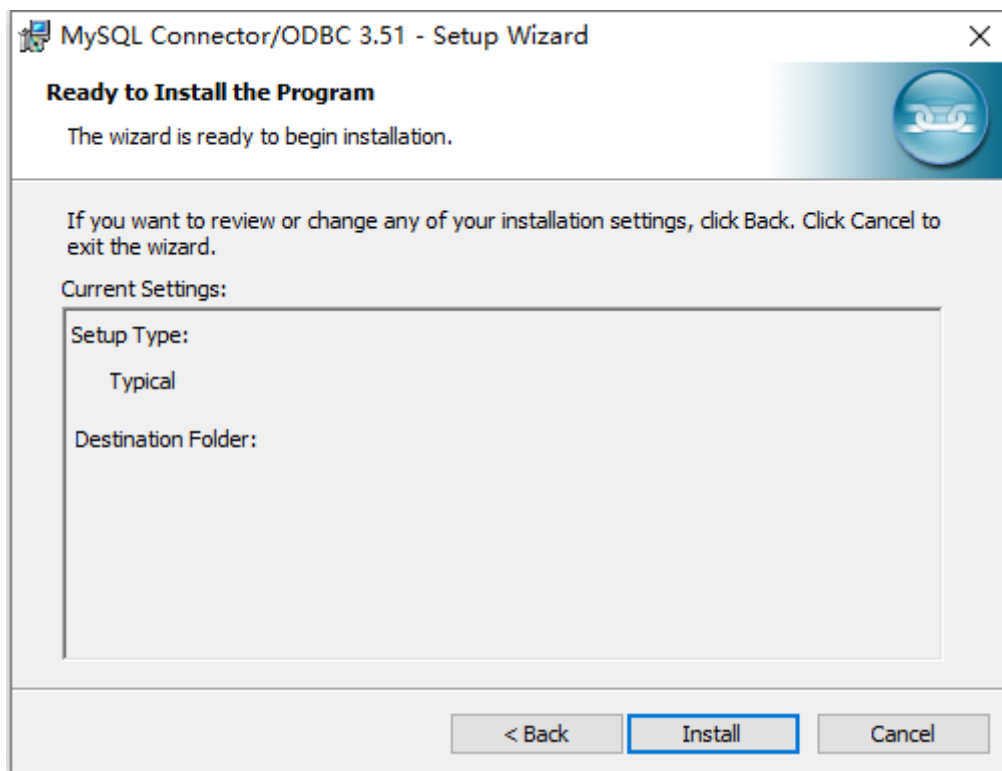 MySQL Connector/ODBC 3.51 - Setup Wizard
Ready to Install the Program
The wizard is ready to begin installation.
If you want to review or change any of your installation settings, click Back. Click Cancel to
exit the wizard.
Current Settings:
Setup Type:
Typical
Destination Folder:
< Back
Install
Cancel